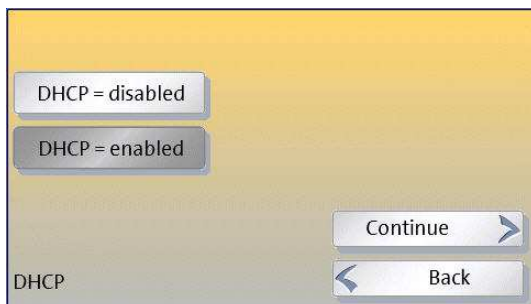 DHCP = disabled
DHCP = enabled
Continue
DHCP
Back